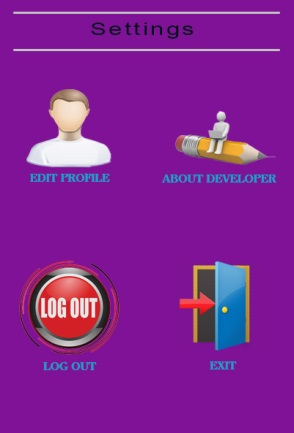 Settings
EDIT PROFILE
ABOUT DEVELOPER
LOG OUT
LOG OUT
EXIT